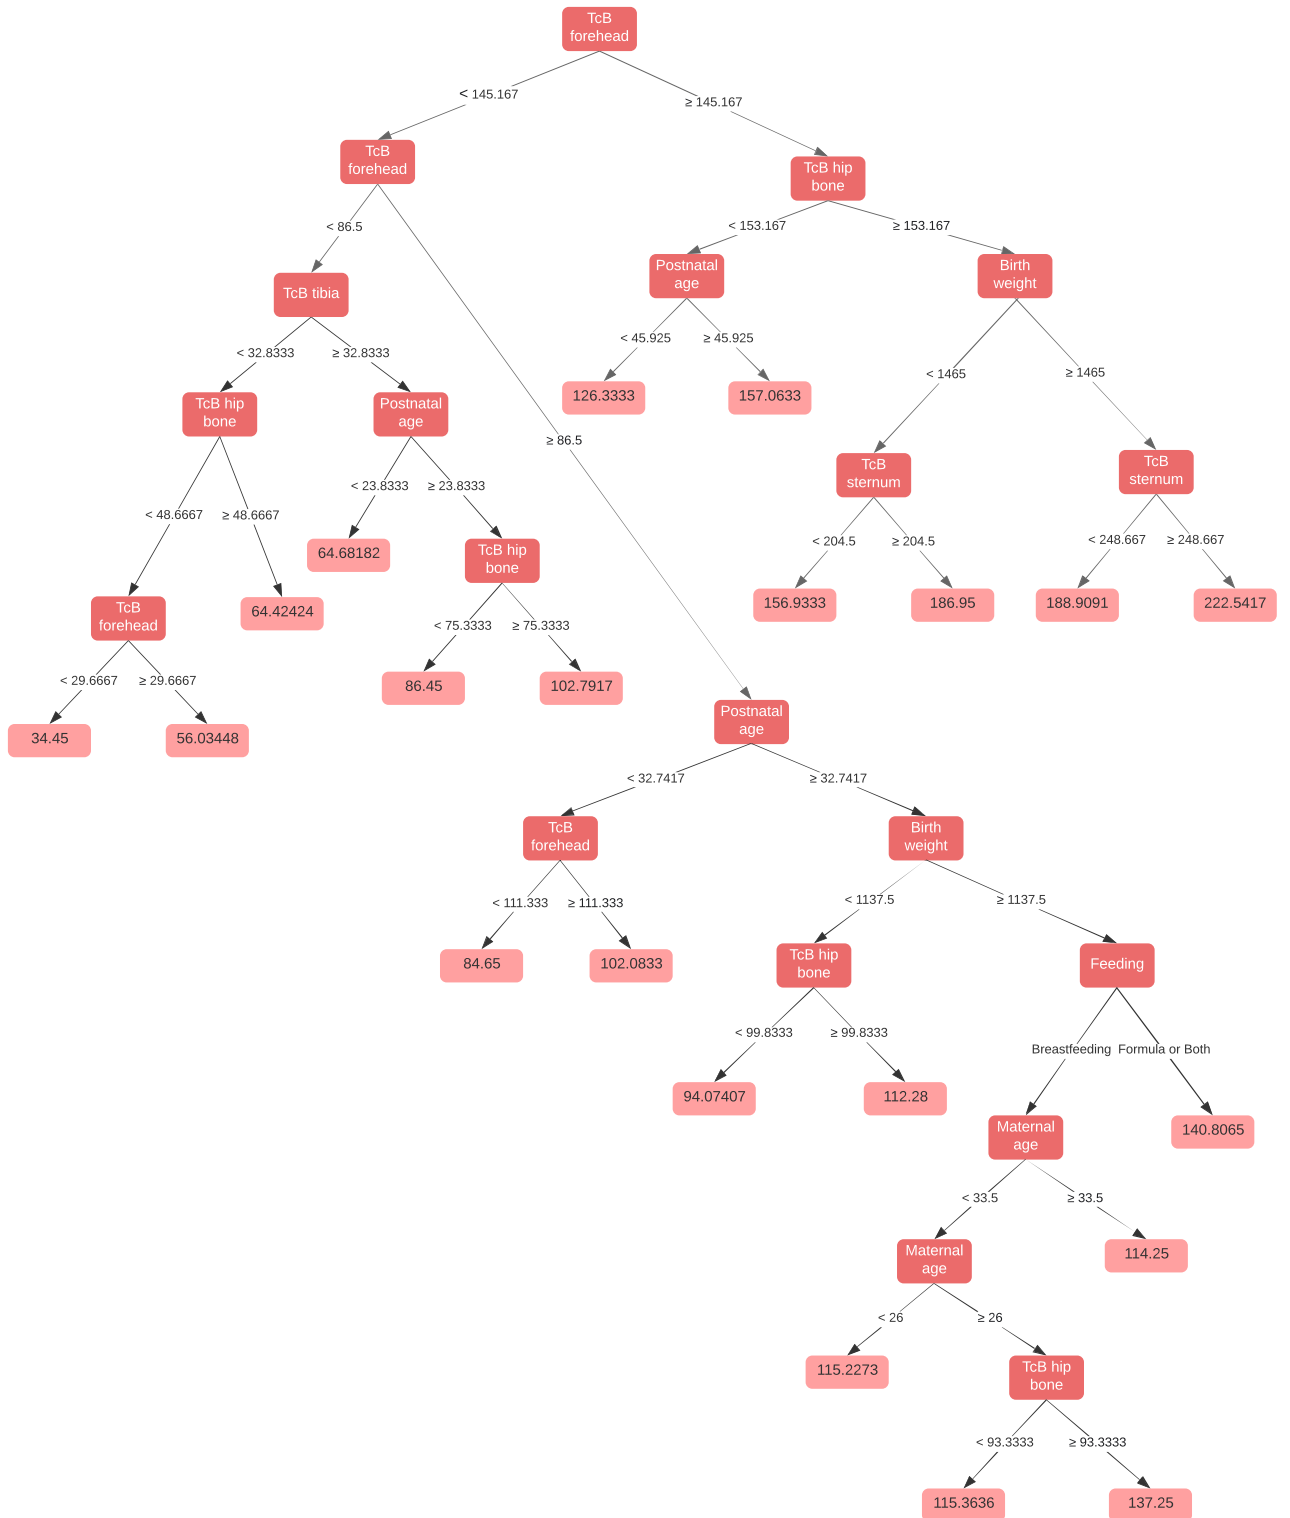 TcB
forehead
< 145.167
≥ 145.167
TcB
forehead
TcB hip
bone
< 86.5
< 153.167
≥ 153.167
Postnatal
age
Birth
weight
TcB tibia
< 45.925
≥ 45.925
< 32.8333
≥ 32.8333
< 1465
≥ 1465
126.3333
157.0633
TcB hip
bone
Postnatal
age
≥ 86.5
TcB
sternum
TcB
sternum
< 23.8333
≥ 23.8333
< 48.6667
≥ 48.6667
< 204.5
≥ 204.5
< 248.667
≥ 248.667
64.68182
TcB hip
bone
156.9333
186.95
188.9091
222.5417
TcB
forehead
64.42424
< 75.3333
≥ 75.3333
< 29.6667
≥ 29.6667
86.45
102.7917
34.45
56.03448
Postnatal
age
< 32.7417
≥ 32.7417
TcB
forehead
Birth
weight
< 111.333
≥ 111.333
< 1137.5
≥ 1137.5
84.65
102.0833
TcB hip
bone
Feeding
< 99.8333
≥ 99.8333
Breastfeeding
Formula or Both
94.07407
112.28
Maternal
age
140.8065
< 33.5
≥ 33.5
Maternal
age
114.25
< 26
≥ 26
115.2273
TcB hip
bone
< 93.3333
≥ 93.3333
115.3636
137.25